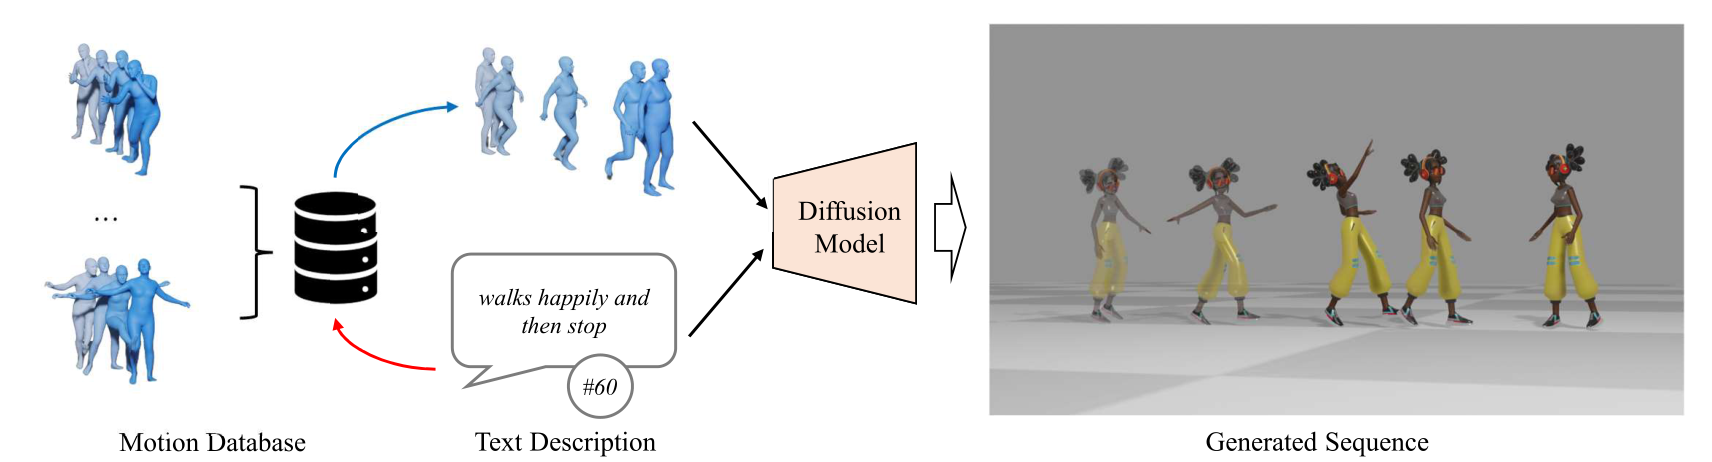 ...
walks happily and
then stop
#60
Diffusion
Model
Motion Database
Text Description
Generated Sequence